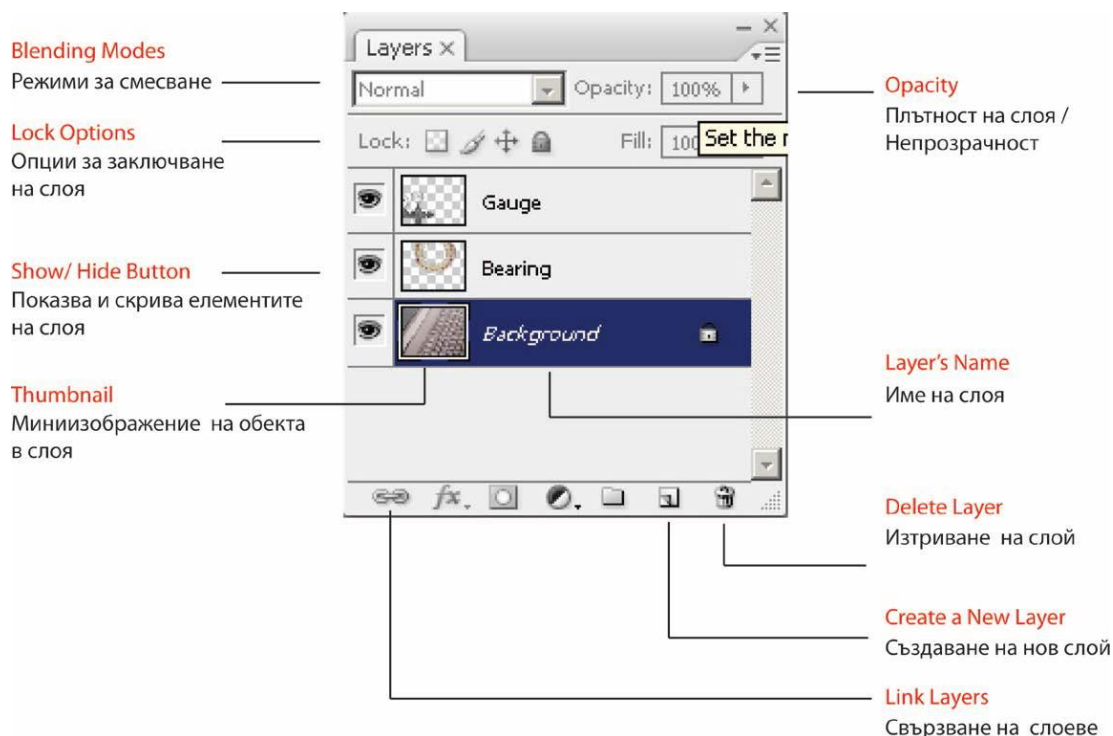 Blending Modes
Режими за смесване
Lock Options
Опции за заключване
на слоя
Show/ Hide Button
Показва и скрива елементите
на слоя
Thumbnail
Миниизображение на обекта
в слоя
Layers
Normal
Opacity: 100%
Lock:
Fill: 100
Set the r
Gauge
Bearing
Background
fx
Opacity
Плътност на слоя /
Непрозрачност
Layer's Name
Име на слоя
Delete Layer
Изтриване на слой
Create a New Layer
Създаване на нов слой
Link Layers
Свързване на слоеве